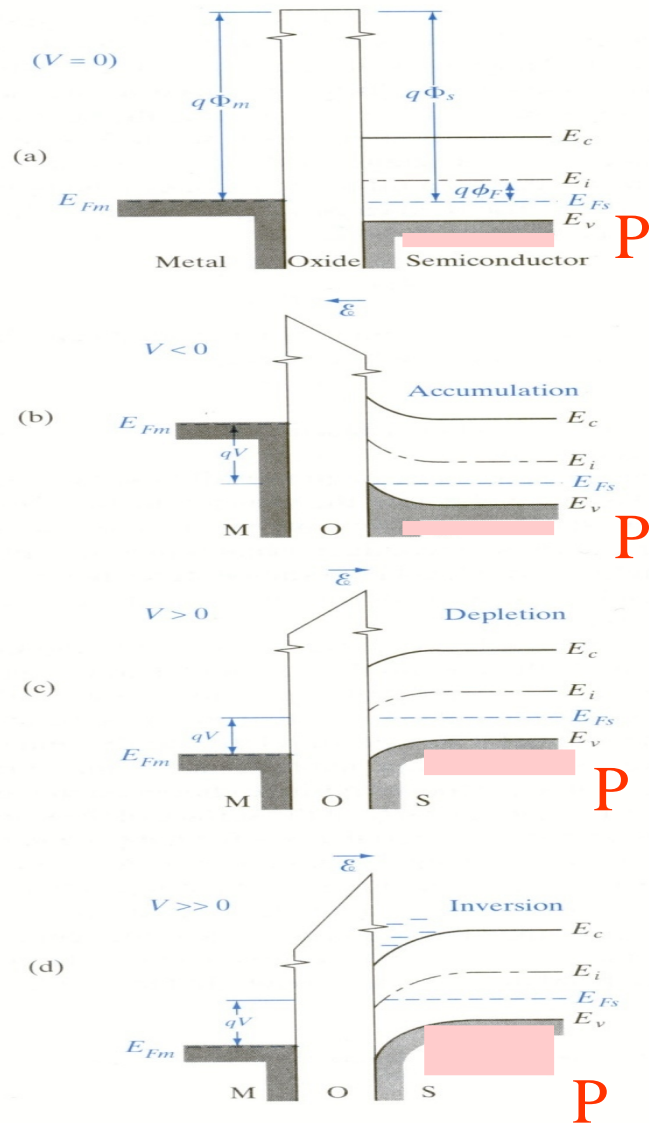 (V = 0)
qΦm
qΦs
Ec
(a)
Ei
qϕF
EFm
EFs
Ev
P
Metal
Oxide
Semiconductor
ℰ
V < 0
Accumulation
(b)
EFm
Ec
qV
Ei
EFs
Ev
M
O
P
ℰ
V > 0
Depletion
Ec
(c)
Ei
qV
EFs
EFm
Ev
P
M
O
S
ℰ
V >> 0
Inversion
Ec
(d)
Ei
EFs
qV
Ev
EFm
M
O
S
P